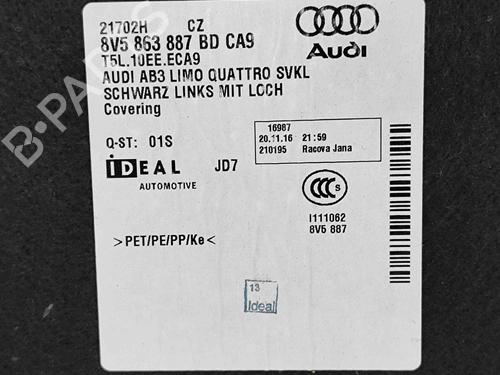 21702H CZ
8V5 863 887 BD CA9
T5L.10EE.ECA9
AUDI AB3 LIMO QUATTRO SVKL
SCHWARZ LINKS MIT LOCH
Covering
Audi
Q-ST: 01S
16987
20.11.16 21:59
210195 Racova Jana
IDEAL JD7
AUTOMOTIVE
CCC S
I111062
8V5 887
>PET/PE/PP/Ke<
13
Ideal
B-PARTS